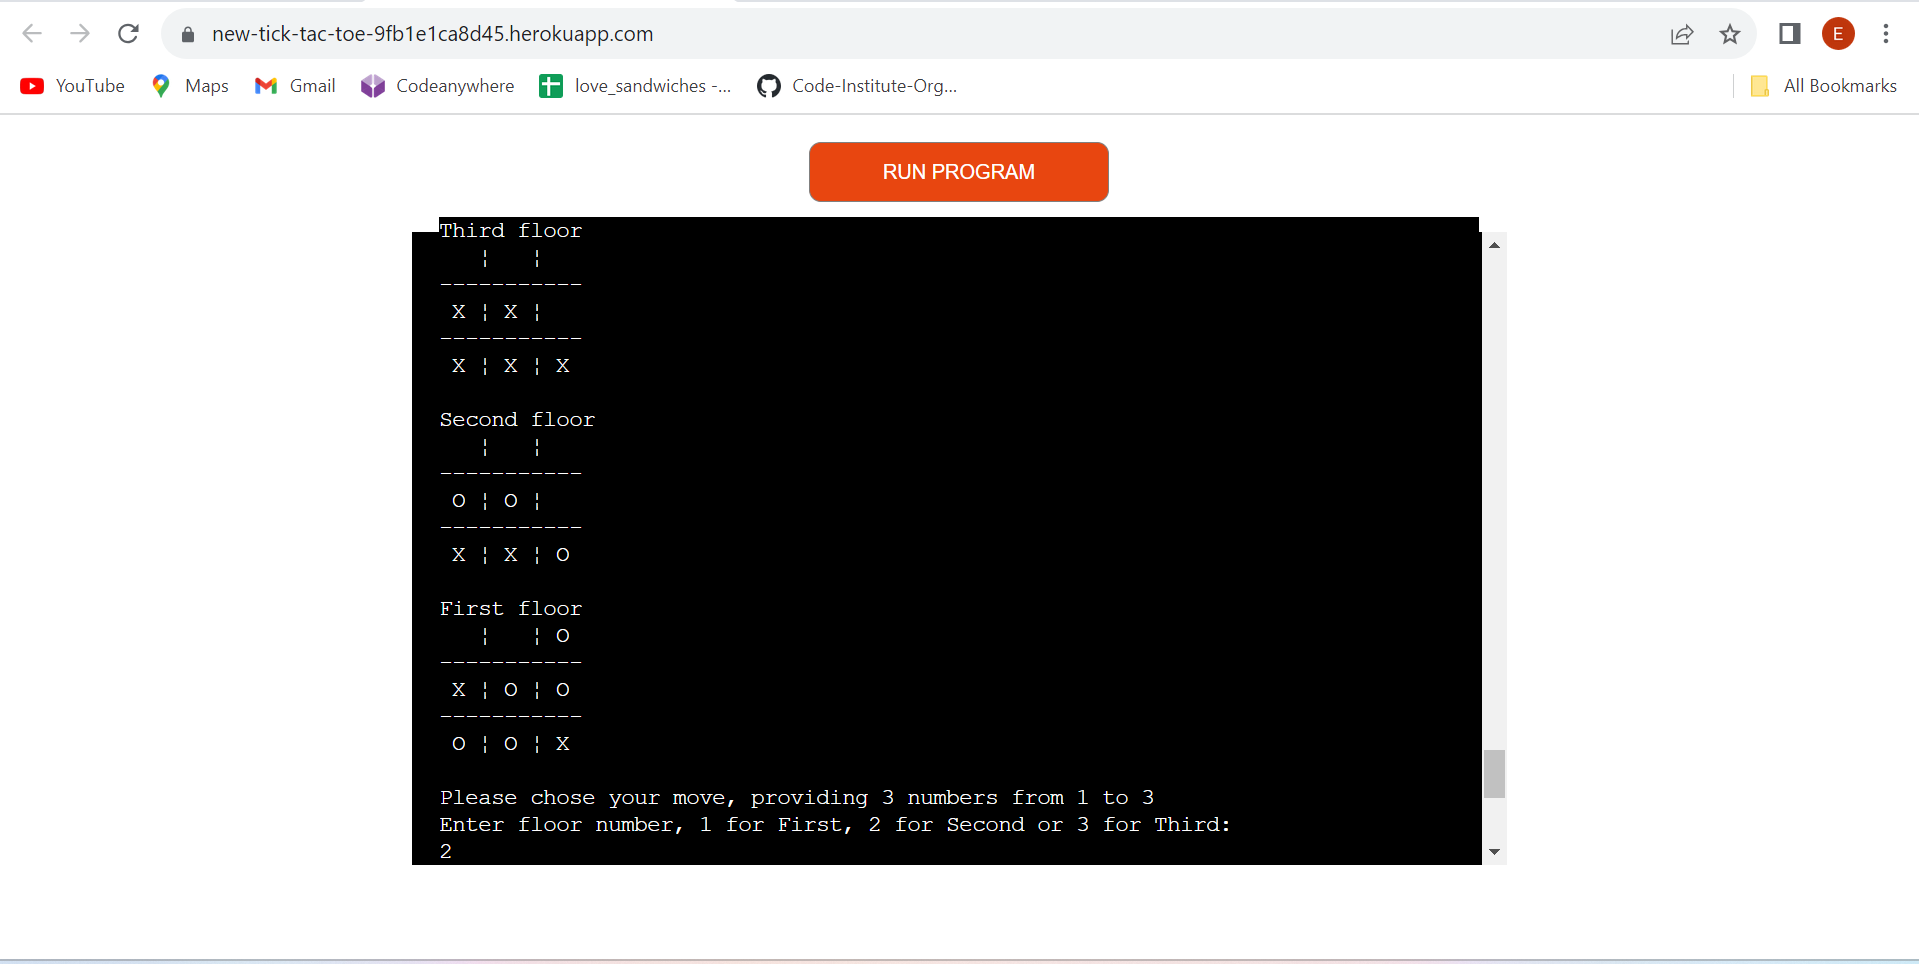 new-tick-tac-toe-9fb1e1ca8d45.herokuapp.com
E
YouTube Maps Gmail Codeanywhere love_sandwiches -... Code-Institute-Org... All Bookmarks
RUN PROGRAM
Third floor
¦ ¦
-----------
X ¦ X ¦
-----------
X ¦ X ¦ X
Second floor
¦ ¦
-----------
O ¦ O ¦
-----------
X ¦ X ¦ O
First floor
¦ ¦ O
-----------
X ¦ O ¦ O
-----------
O ¦ O ¦ X
Please chose your move, providing 3 numbers from 1 to 3
Enter floor number, 1 for First, 2 for Second or 3 for Third:
2